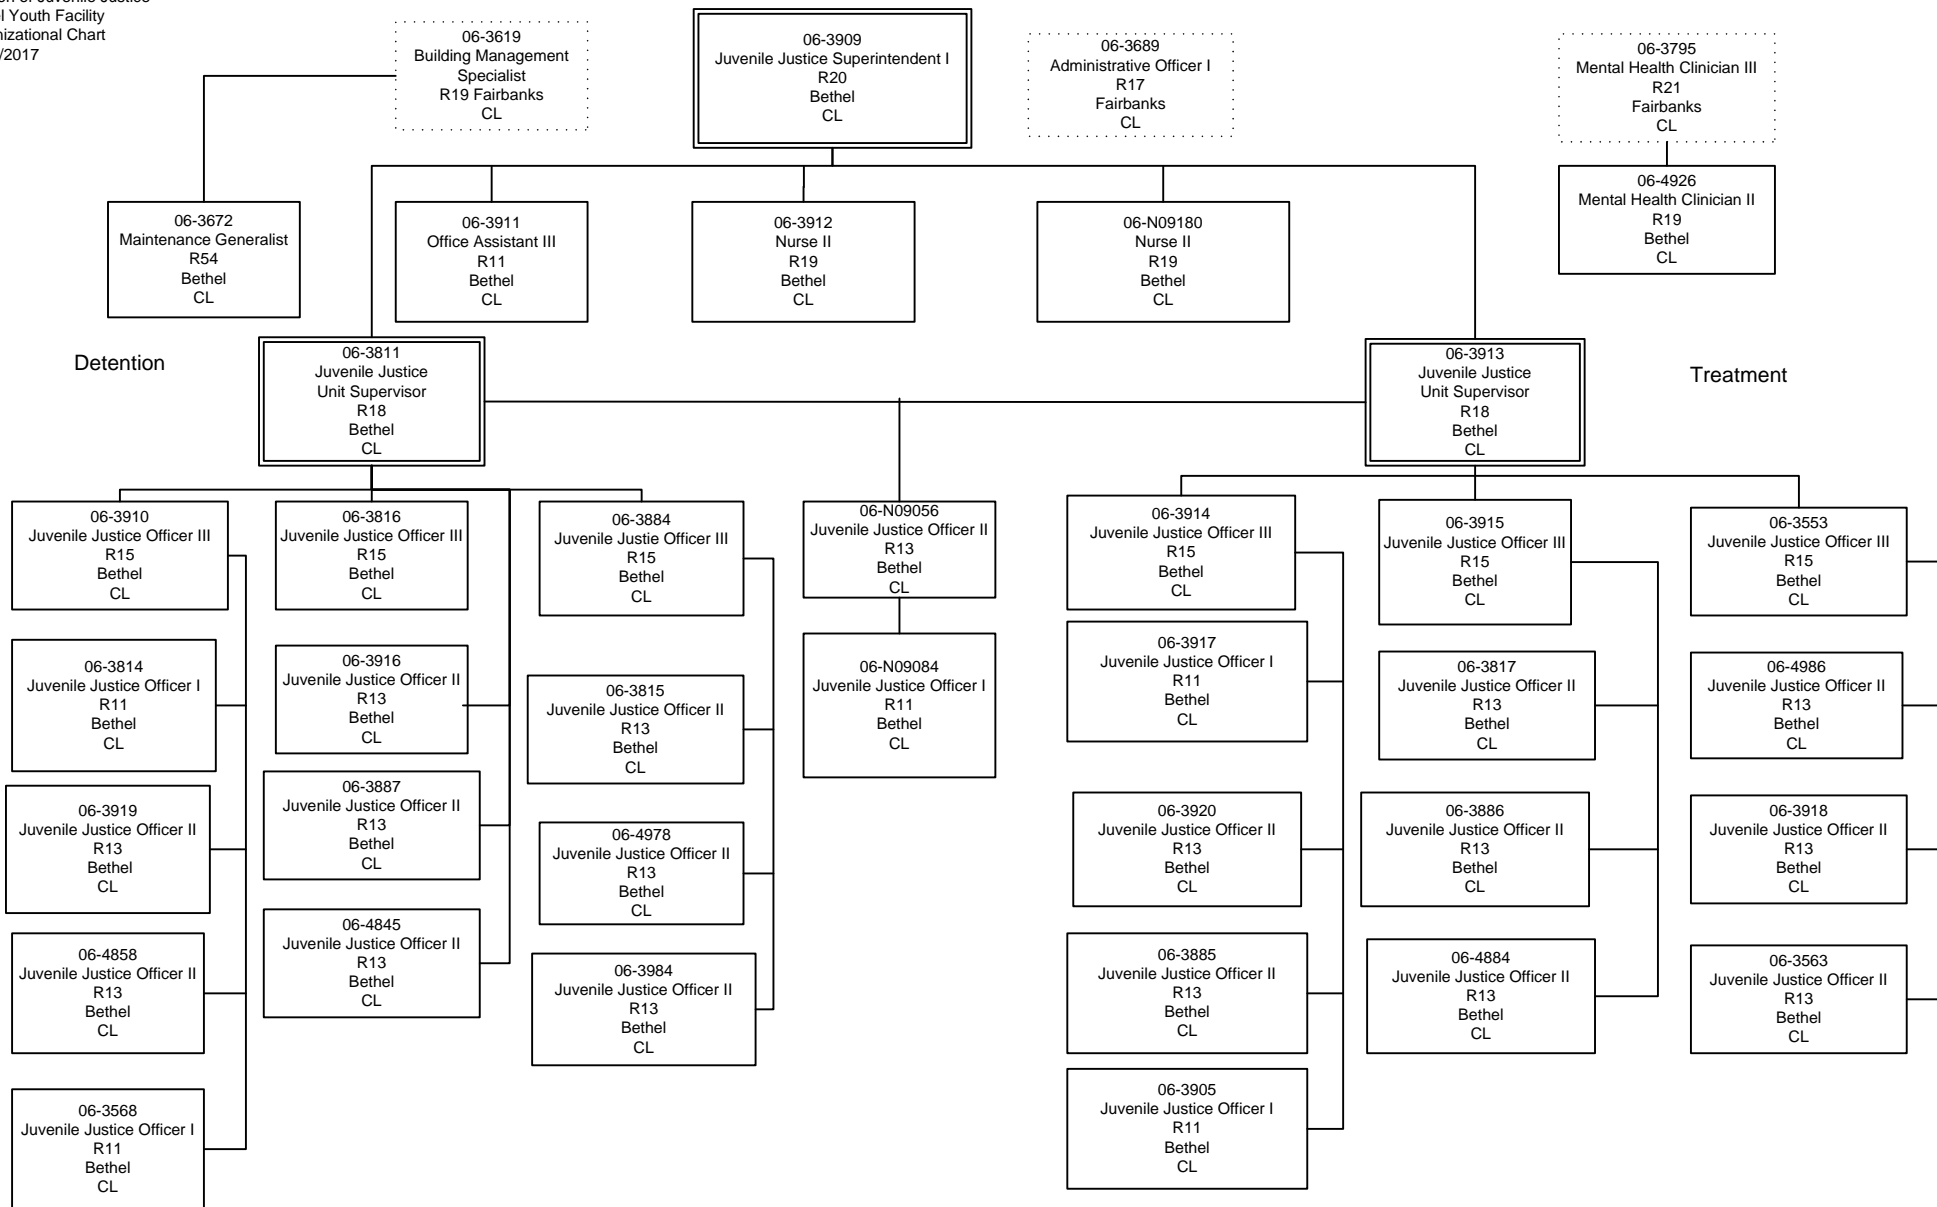 of Juvenile Justice
Youth Facility
Chart
/2017
06-3619
Building Management
Specialist
R19 Fairbanks
CL
06-3909
Juvenile Justice Superintendent I
R20
Bethel
CL
06-3689
Administrative Officer I
R17
Fairbanks
CL
06-3795
Mental Health Clinician III
R21
Fairbanks
CL
06-4926
Mental Health Clinician II
R19
Bethel
CL
06-3672
Maintenance Generalist
R54
Bethel
CL
06-3911
Office Assistant III
R11
Bethel
CL
06-3912
Nurse II
R19
Bethel
CL
06-N09180
Nurse II
R19
Bethel
CL
Detention
06-3811
Juvenile Justice
Unit Supervisor
R18
Bethel
CL
06-3913
Juvenile Justice
Unit Supervisor
R18
Bethel
CL
Treatment
06-3910
Juvenile Justice Officer III
R15
Bethel
CL
06-3816
Juvenile Justice Officer III
R15
Bethel
CL
06-3884
Juvenile Justie Officer III
R15
Bethel
CL
06-N09056
Juvenile Justice Officer II
R13
Bethel
CL
06-3914
Juvenile Justice Officer III
R15
Bethel
CL
06-3915
Juvenile Justice Officer III
R15
Bethel
CL
06-3553
Juvenile Justice Officer III
R15
Bethel
CL
06-3814
Juvenile Justice Officer I
R11
Bethel
CL
06-3916
Juvenile Justice Officer II
R13
Bethel
CL
06-3815
Juvenile Justice Officer II
R13
Bethel
CL
06-N09084
Juvenile Justice Officer I
R11
Bethel
CL
06-3917
Juvenile Justice Officer I
R11
Bethel
CL
06-3817
Juvenile Justice Officer II
R13
Bethel
CL
06-4986
Juvenile Justice Officer II
R13
Bethel
CL
06-3919
Juvenile Justice Officer II
R13
Bethel
CL
06-3887
Juvenile Justice Officer II
R13
Bethel
CL
06-4978
Juvenile Justice Officer II
R13
Bethel
CL
06-3920
Juvenile Justice Officer II
R13
Bethel
CL
06-3886
Juvenile Justice Officer II
R13
Bethel
CL
06-3918
Juvenile Justice Officer II
R13
Bethel
CL
06-4858
Juvenile Justice Officer II
R13
Bethel
CL
06-4845
Juvenile Justice Officer II
R13
Bethel
CL
06-3984
Juvenile Justice Officer II
R13
Bethel
CL
06-3885
Juvenile Justice Officer II
R13
Bethel
CL
06-4884
Juvenile Justice Officer II
R13
Bethel
CL
06-3563
Juvenile Justice Officer II
R13
Bethel
CL
06-3568
Juvenile Justice Officer I
R11
Bethel
CL
06-3905
Juvenile Justice Officer I
R11
Bethel
CL